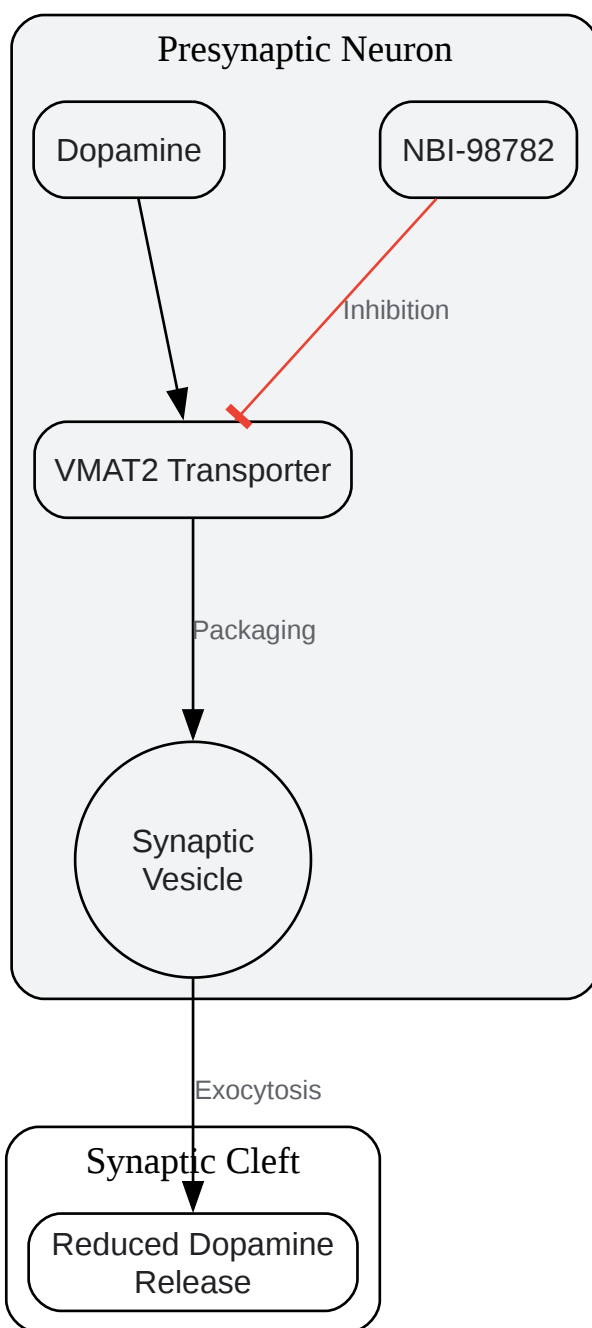 Presynaptic Neuron
Dopamine
NBI-98782
Inhibition
VMAT2 Transporter
Packaging
Synaptic
Vesicle
Exocytosis
Synaptic Cleft
Reduced Dopamine
Release